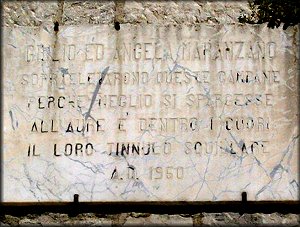 GIULIO ED ANGELA MARANZANO
SOPRAELEVARONO QUESTE CAMPANE
PERCHE MEGLIO SI SPARGESSE
ALL'AURE E DENTRO I CUORI
IL LORO TINNULO SQUILLARE
A.D. 1960